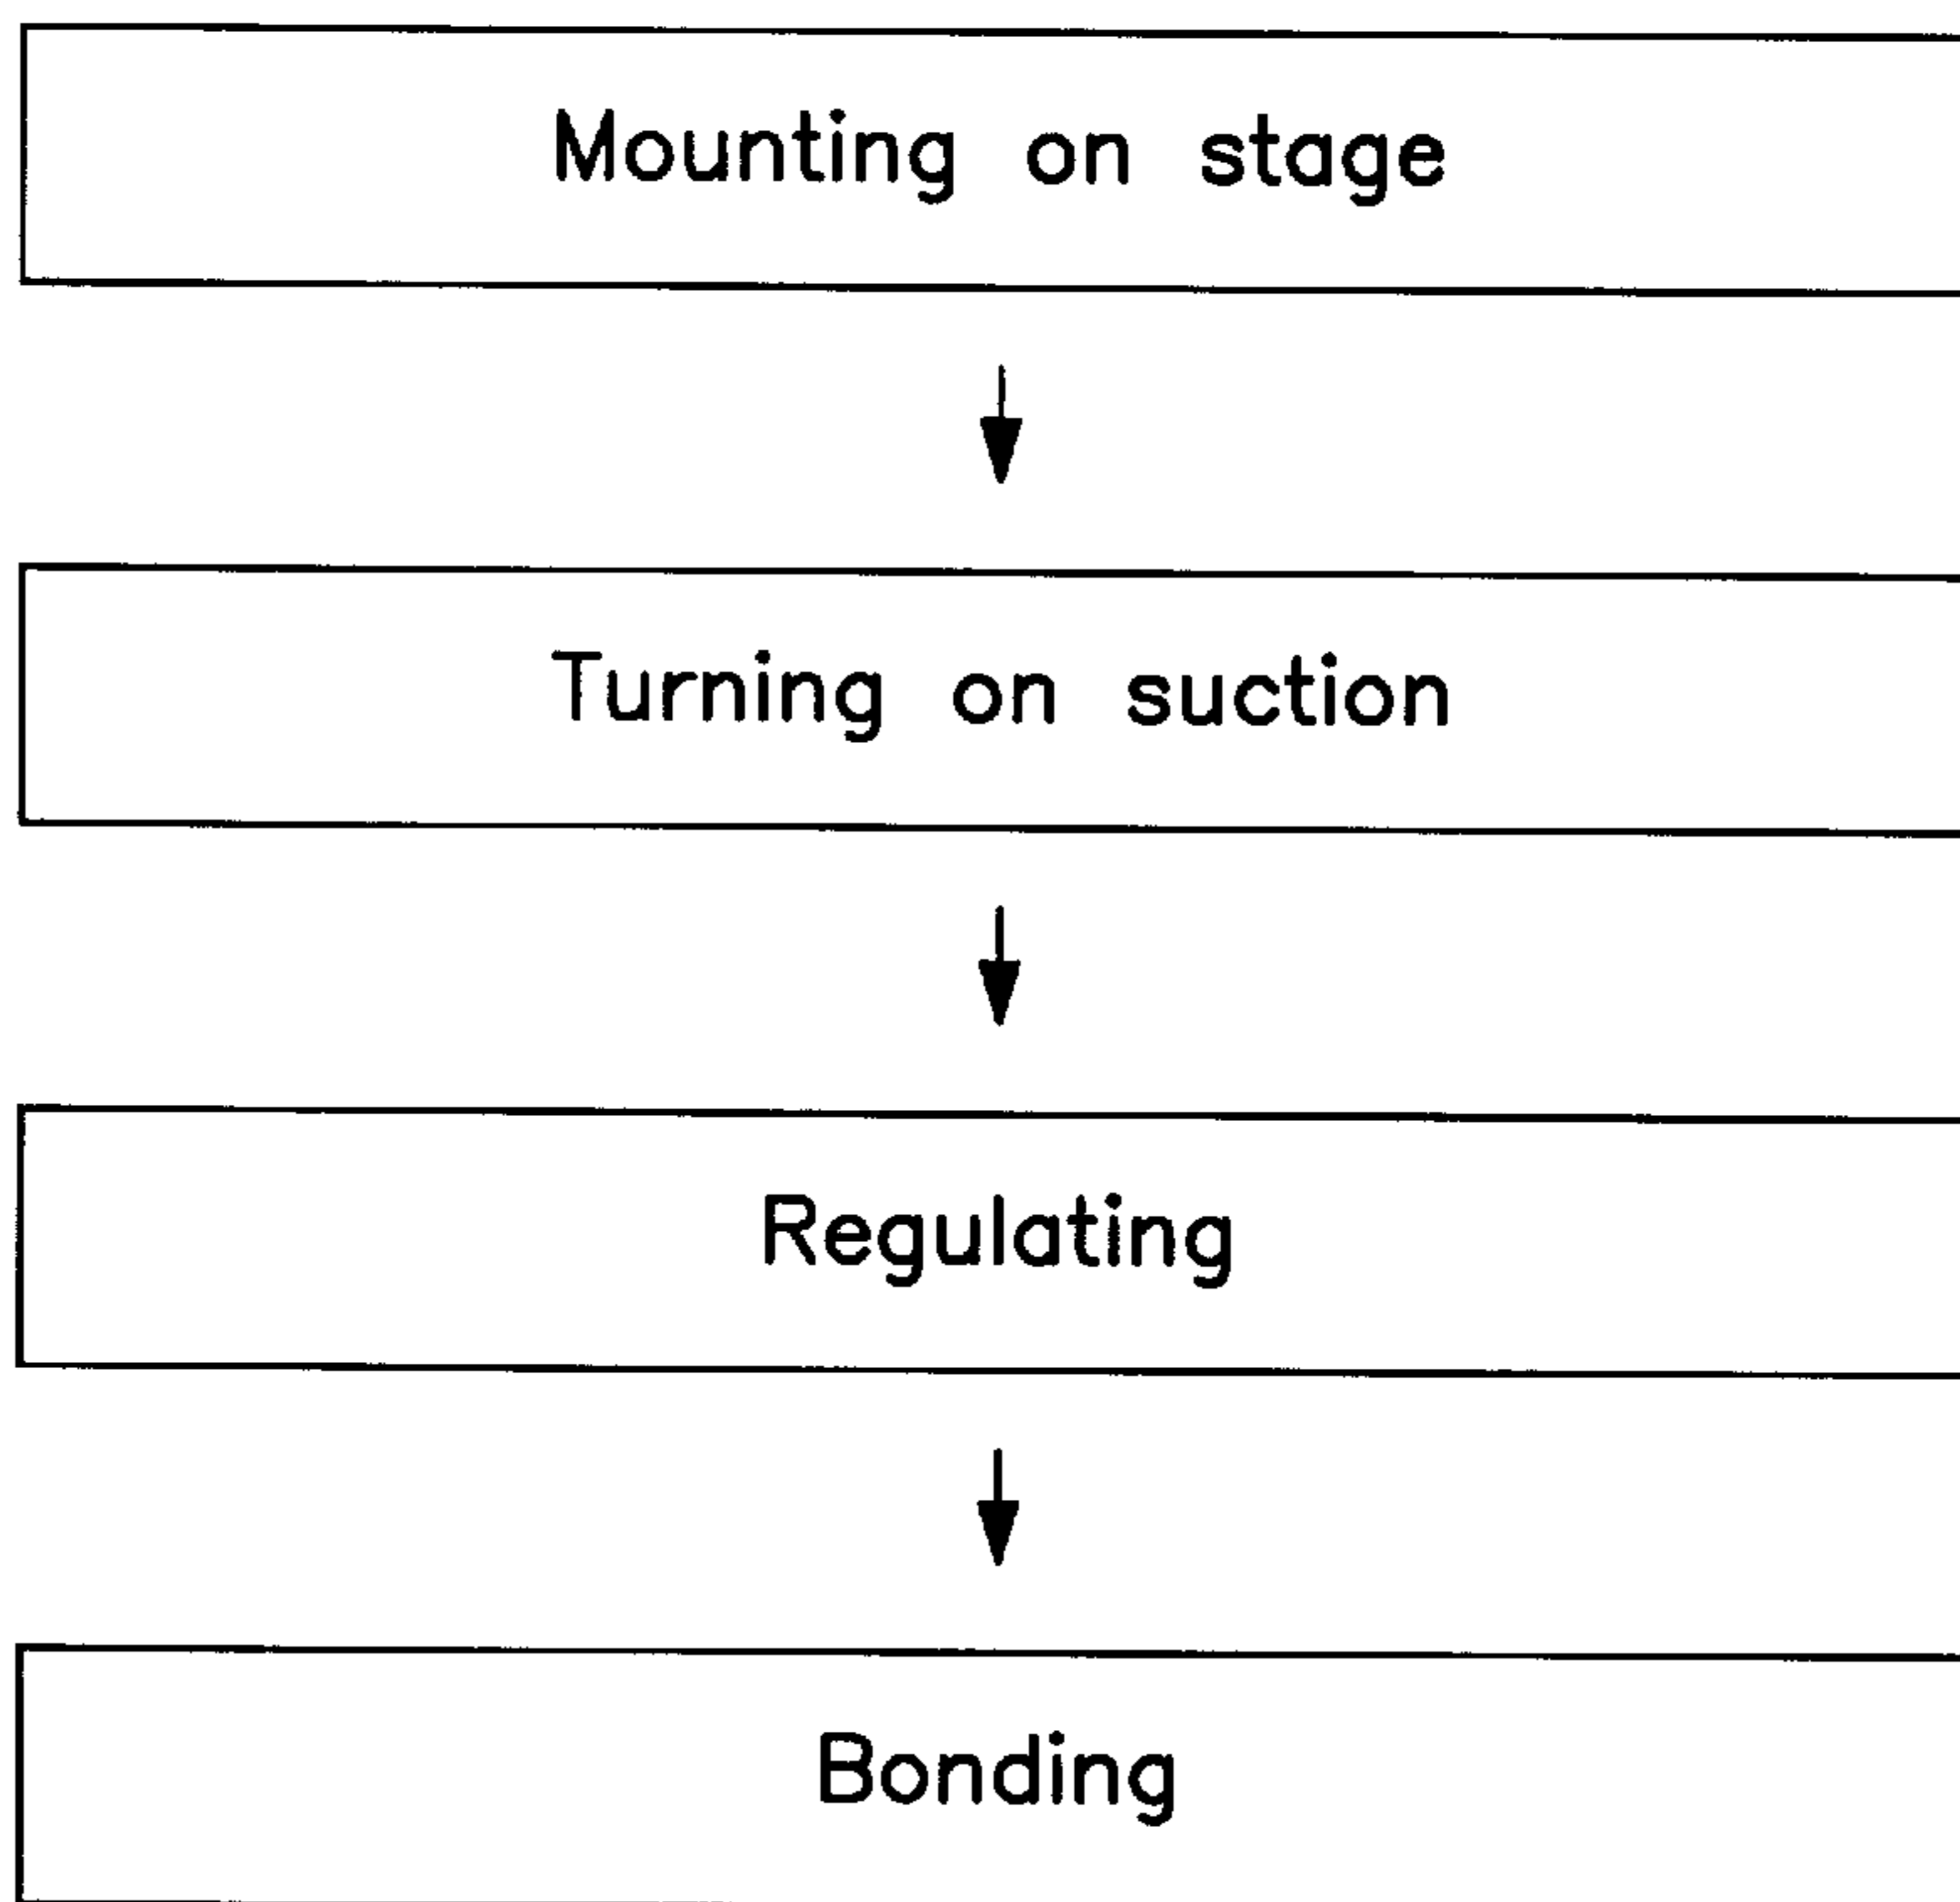 Mounting on stage
Turning on suction
Regulating
Bonding